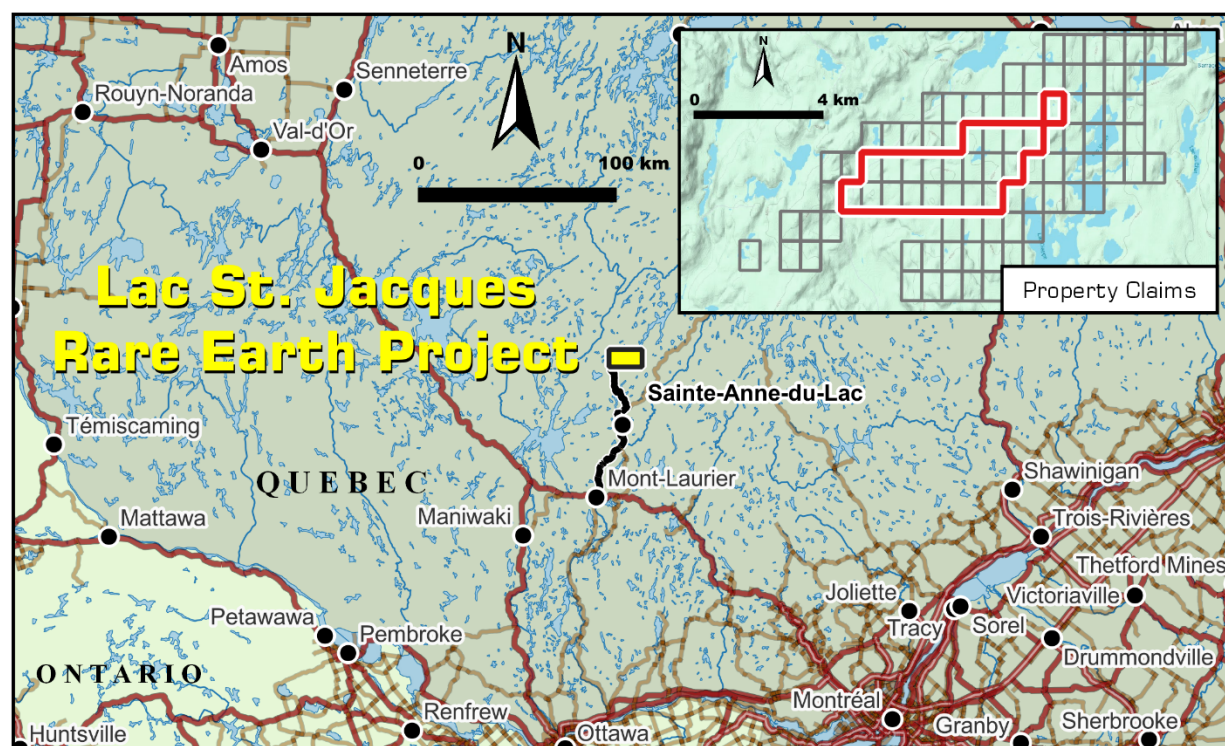 Amos
Senneterre
Rouyn-Noranda
Val-d'Or
N
0 100 km
N
0 4 km
Property Claims
Lac St. Jacques
Rare Earth Project
Sainte-Anne-du-Lac
Témiscaming
QUEBEC
Mont-Laurier
Shawinigan
Mattawa
Maniwaki
Trois-Rivières
Thetford Mines
Joliette
Victoriaville
Petawawa
Tracy
Sorel
Pembroke
Drummondville
ONTARIO
Montréal
Renfrew
Granby
Sherbrooke
Huntsville
Ottawa